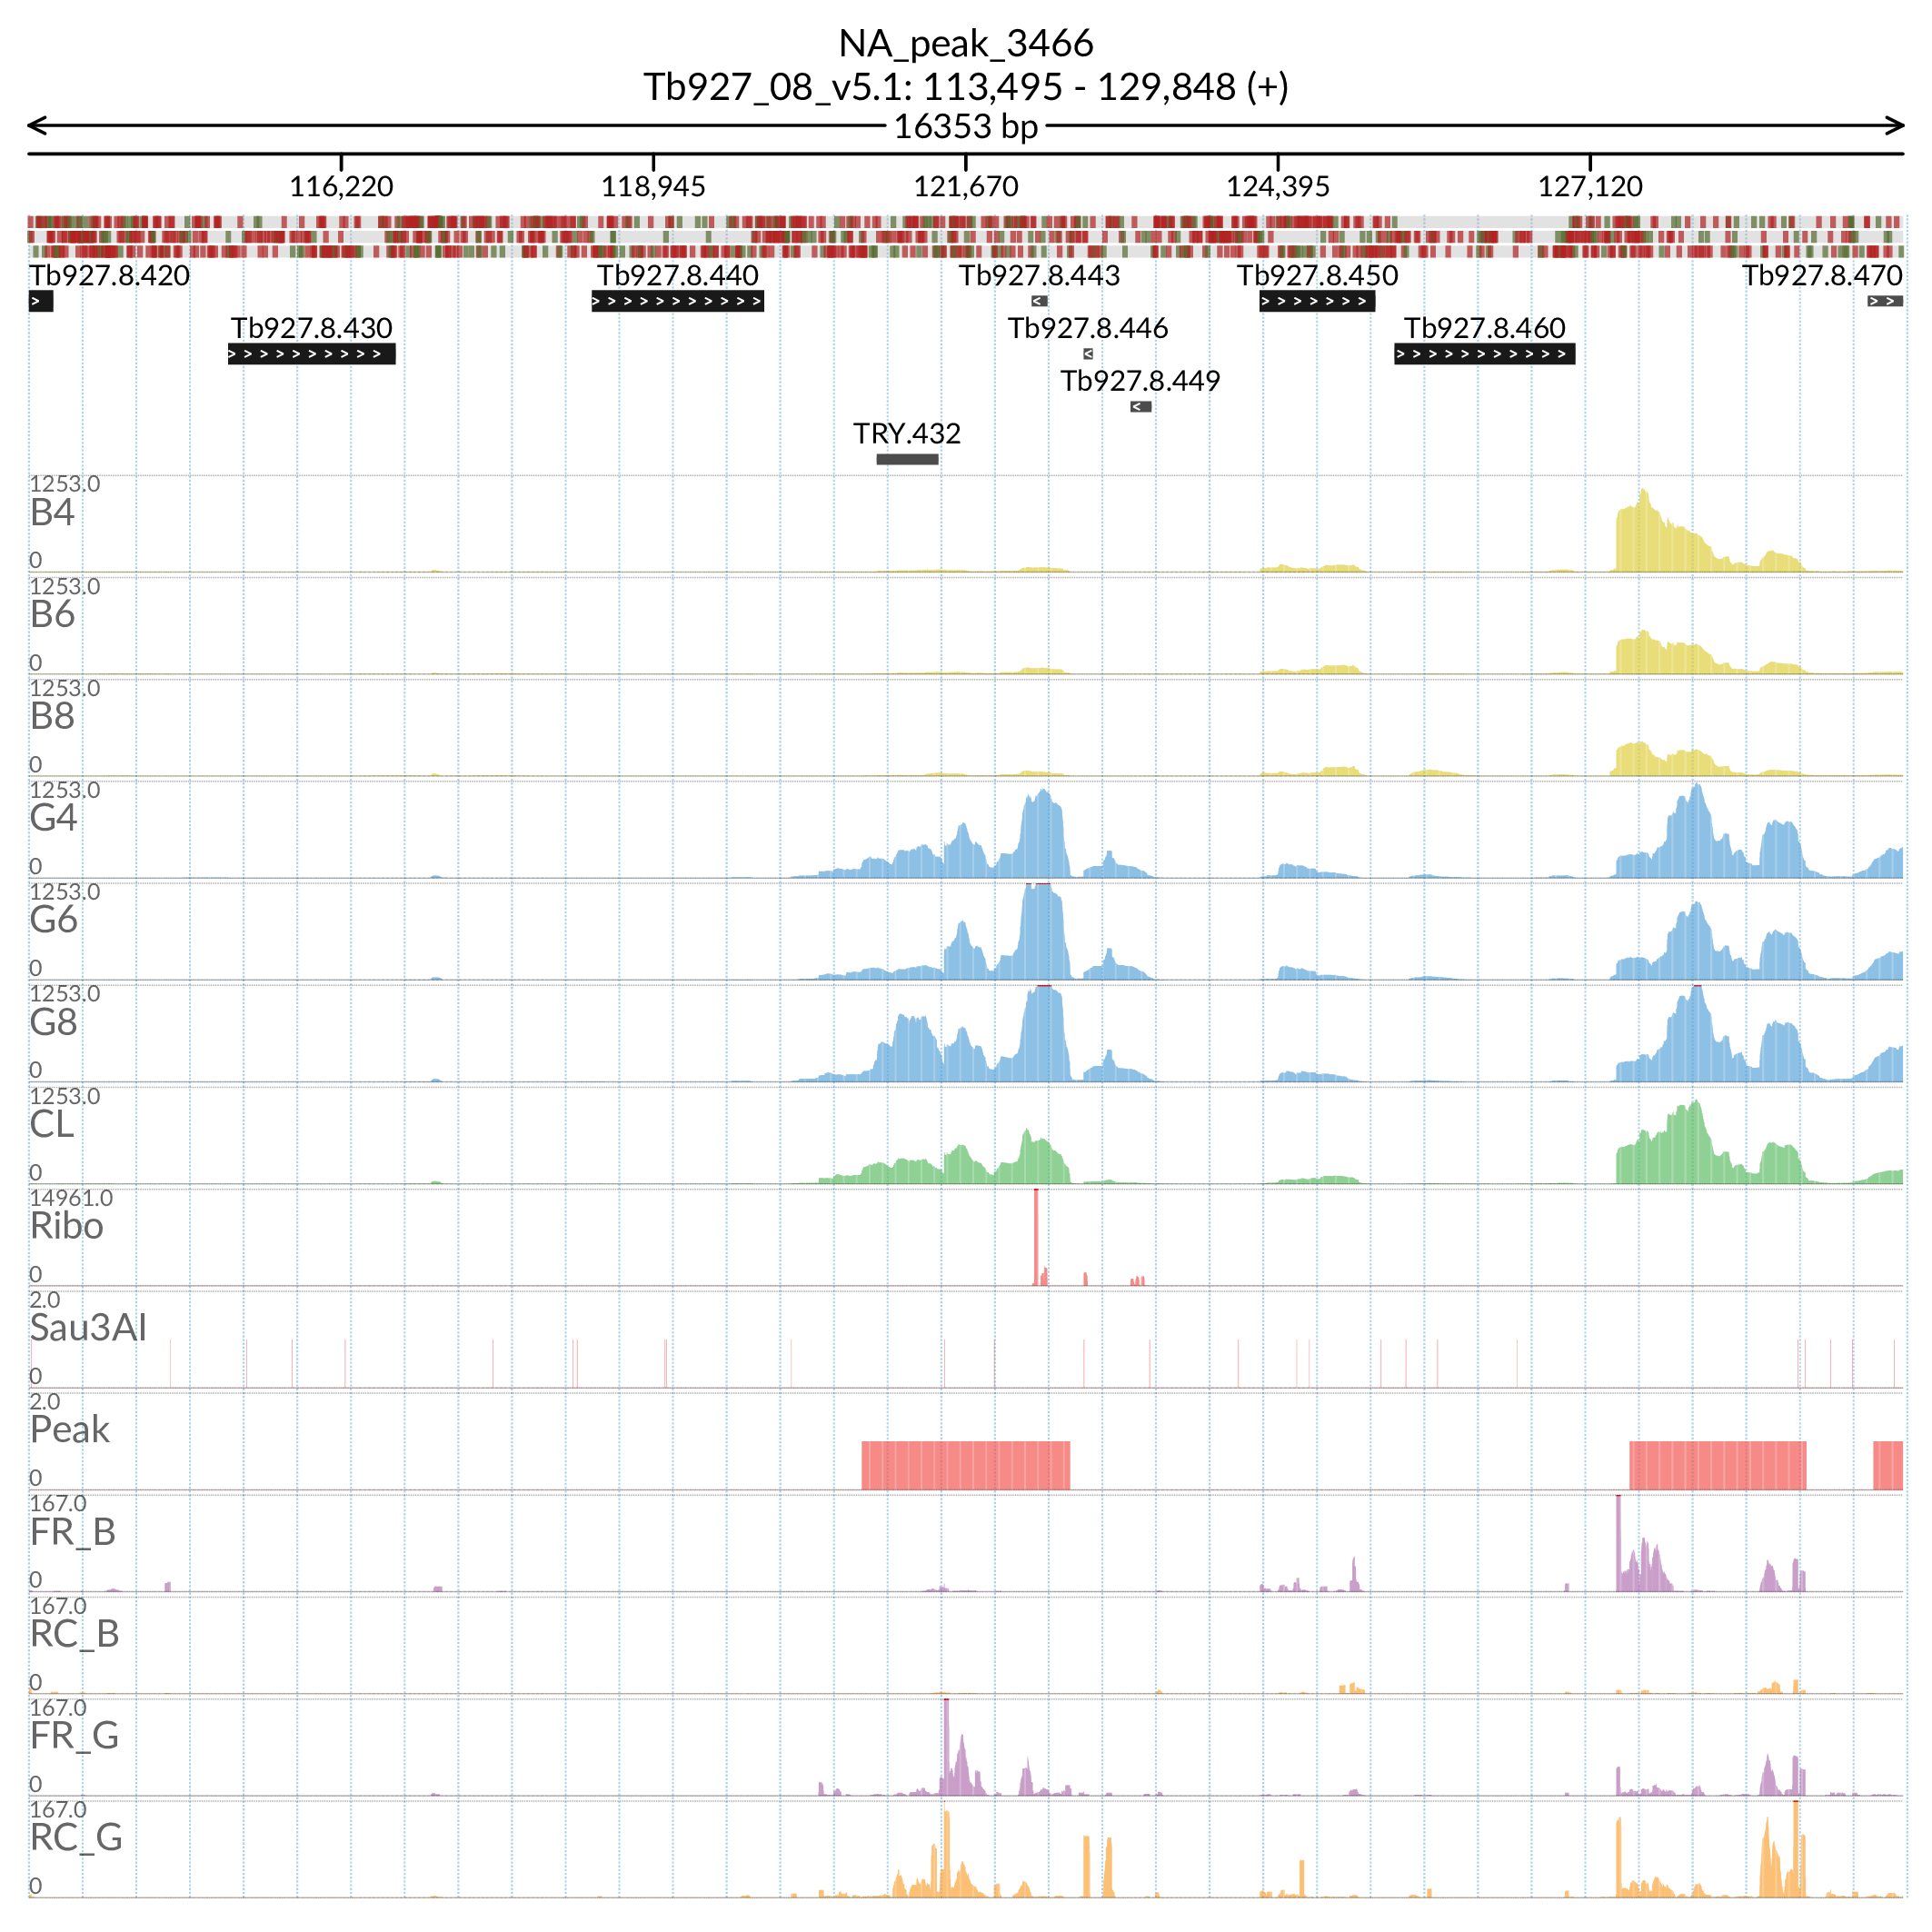 NA_peak_3466
Tb927_08_v5.1: 113,495 - 129,848 (+)
16353 bp
116,220 118,945 121,670 124,395 127,120
Tb927.8.420 Tb927.8.440 Tb927.8.443 Tb927.8.450 Tb927.8.470
Tb927.8.430 Tb927.8.446 Tb927.8.460
Tb927.8.449
TRY.432
1253.0
B4
0
1253.0
B6
0
1253.0
B8
0
1253.0
G4
0
1253.0
G6
0
1253.0
G8
0
1253.0
CL
0
14961.0
Ribo
0
2.0
Sau3AI
0
2.0
Peak
0
167.0
FR_B
0
167.0
RC_B
0
167.0
FR_G
0
167.0
RC_G
0